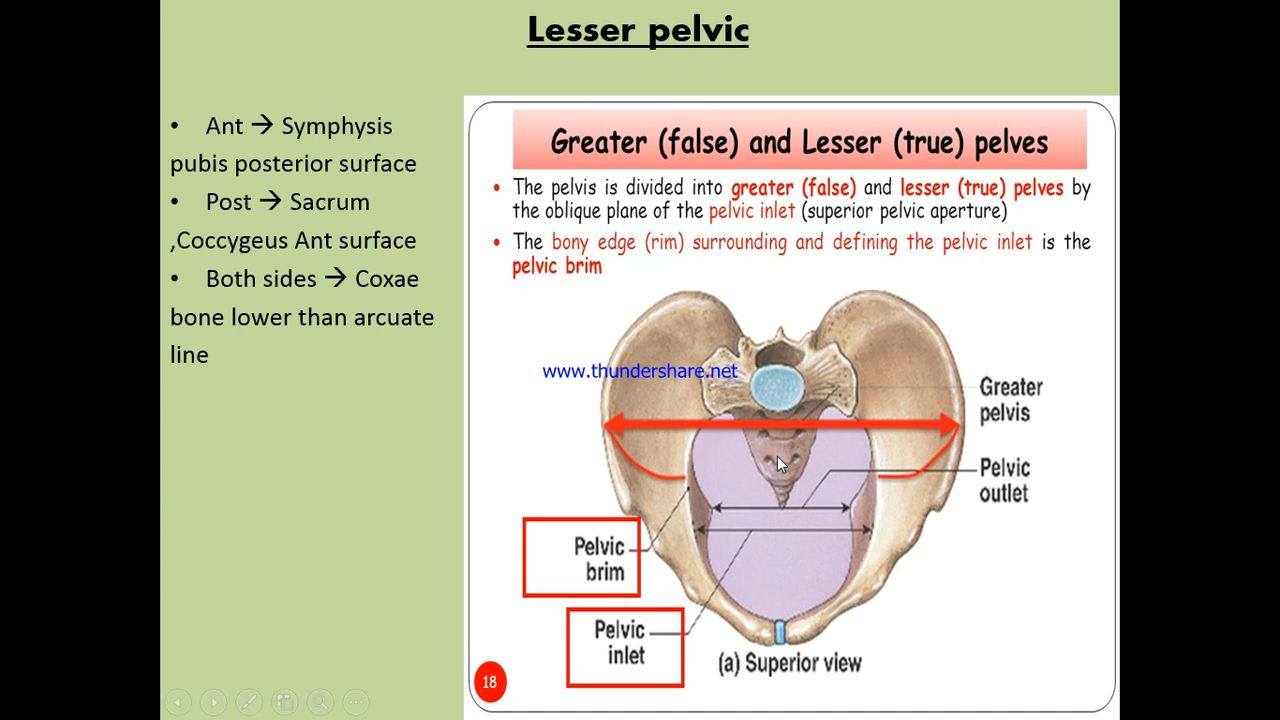 Lesser pelvic
• Ant → Symphysis
pubis posterior surface
• Post → Sacrum
,Coccygeus Ant surface
• Both sides → Coxae
bone lower than arcuate
line
Greater (false) and Lesser (true) pelves
• The pelvis is divided into greater (false) and lesser (true) pelves by
the oblique plane of the pelvic inlet (superior pelvic aperture)
• The bony edge (rim) surrounding and defining the pelvic inlet is the
pelvic brim
www.thundershare.net
Greater
pelvis
Pelvic
outlet
Pelvic
brim
Pelvic
inlet
(a) Superior view
18